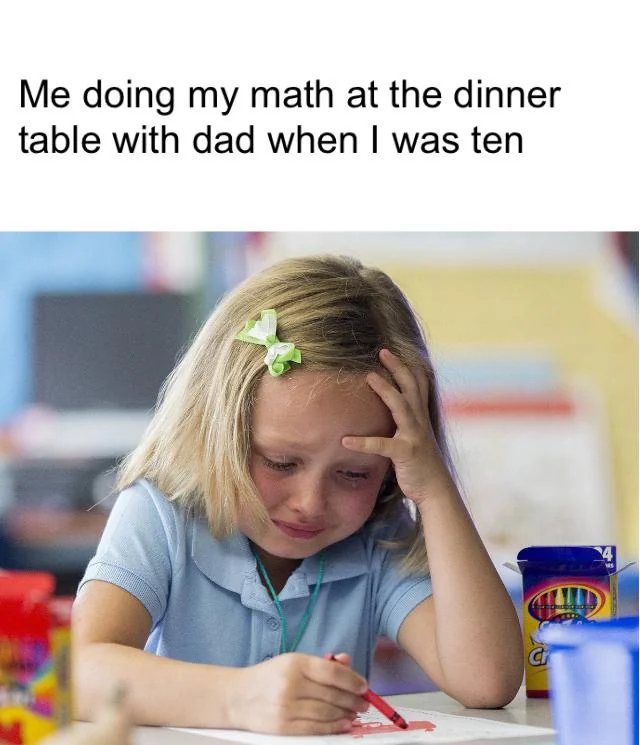 Me doing my math at the dinner
table with dad when I was ten